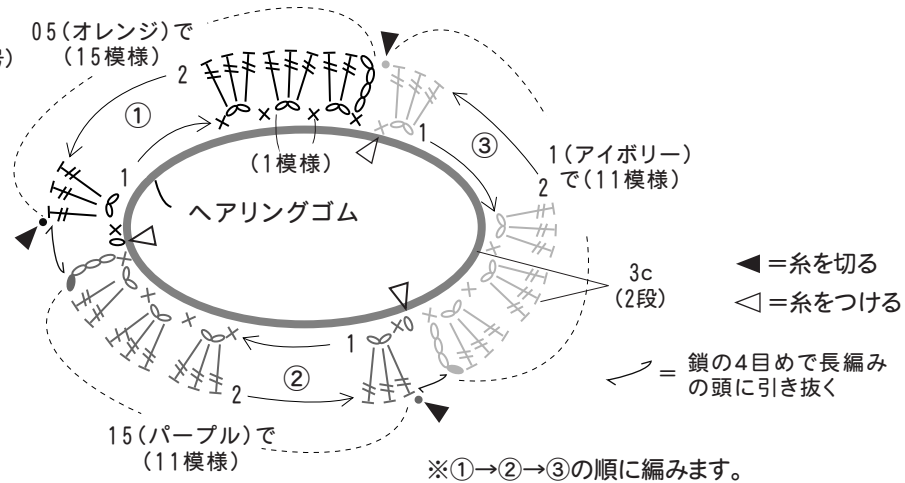 05(オレンジ)で
(15模様)
号)
2
①
1
(1模様)
1
③
1(アイボリー)
で(11模様)
2
ヘアリングゴム
3c
(2段)
◀=糸を切る
◁=糸をつける
1
②
2
= 鎖の4目めで長編み
の頭に引き抜く
15(パープル)で
(11模様)
※①→②→③の順に編みます。